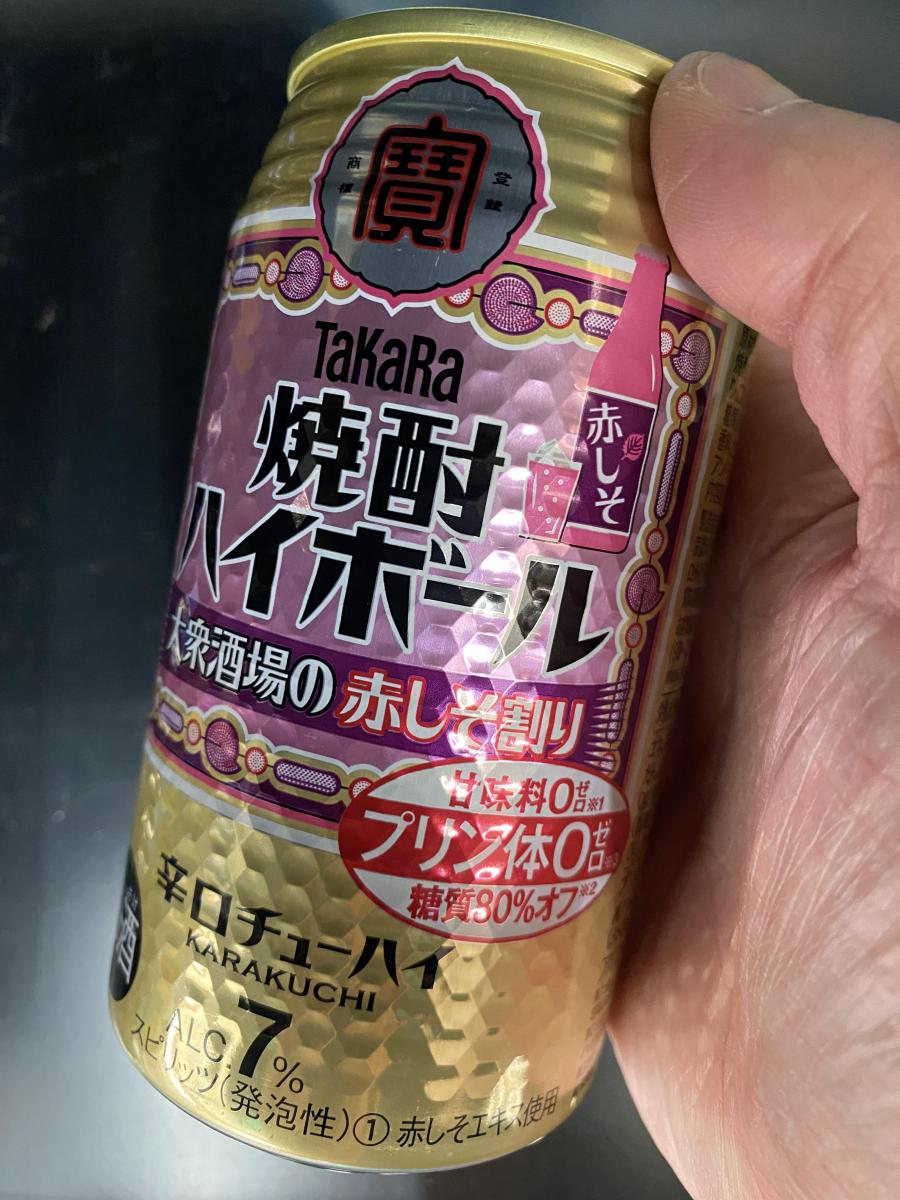 登録
商標
寶
TaKaRa
焼酎
ハイボール
赤しそ
大衆酒場の赤しそ割り
甘味料0ゼロ※1
プリン体0ゼロ※3
糖質80%オフ※2
辛口チューハイ
KARAKUCHI
ALC.7%
スピリッツ(発泡性)① 赤しそエキス使用
酒